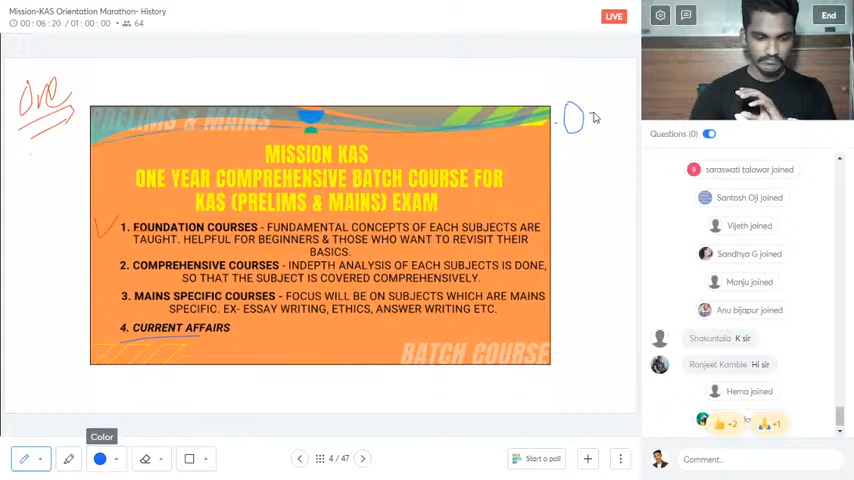 Mission-KAS Orientation Marathon- History
00 : 06 : 20 / 01 : 00 : 00 • 64
LIVE
End
One
PRELIMS & MAINS
MISSION KAS
ONE YEAR COMPREHENSIVE BATCH COURSE FOR
KAS (PRELIMS & MAINS) EXAM
1. FOUNDATION COURSES - FUNDAMENTAL CONCEPTS OF EACH SUBJECTS ARE
TAUGHT. HELPFUL FOR BEGINNERS & THOSE WHO WANT TO REVISIT THEIR
BASICS.
2. COMPREHENSIVE COURSES - INDEPTH ANALYSIS OF EACH SUBJECTS IS DONE,
SO THAT THE SUBJECT IS COVERED COMPREHENSIVELY.
3. MAINS SPECIFIC COURSES - FOCUS WILL BE ON SUBJECTS WHICH ARE MAINS
SPECIFIC. EX- ESSAY WRITING, ETHICS, ANSWER WRITING ETC.
4. CURRENT AFFAIRS
BATCH COURSE
Questions (0)
saraswati talawar joined
Santosh Oji joined
Vijeth joined
Sandhya G joined
Manju joined
Anu bijapur joined
Shakuntala K sir
Ranjeet Kamble Hi sir
Hema joined
+2 +1
Color
4 / 47
Start a poll
Comment...